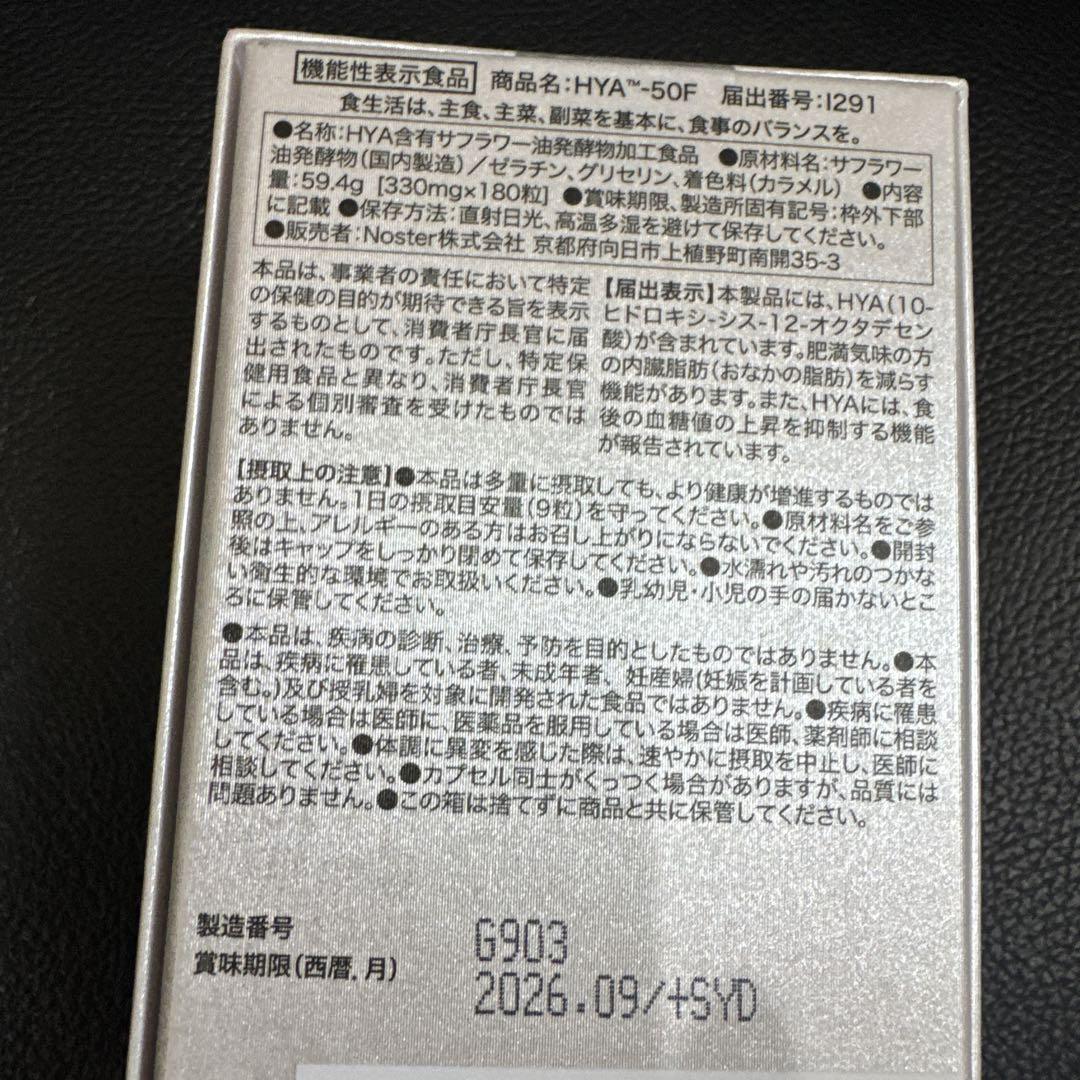 機能性表示食品 商品名:HYA™-50F 届出番号:I291
食生活は、主食、主菜、副菜を基本に、食事のバランスを。
●名称:HYA含有サフラワー油発酵物加工食品 ●原材料名:サフラワー
油発酵物(国内製造)/ゼラチン、グリセリン、着色料(カラメル) ●内容
量:59.4g [330mg×180粒] ●賞味期限、製造所固有記号:枠外下部
に記載 ●保存方法:直射日光、高温多湿を避けて保存してください。
●販売者:Noster株式会社 京都府向日市上植野町南開35-3
本品は、事業者の責任において特定
の保健の目的が期待できる旨を表示
するものとして、消費者庁長官に届
出されたものです。ただし、特定保
健用食品と異なり、消費者庁長官
による個別審査を受けたものでは
ありません。
【届出表示】本製品には、HYA(10-
ヒドロキシ-シス-12-オクタデセン
酸)が含まれています。肥満気味の方
の内臓脂肪(おなかの脂肪)を減らす
機能があります。また、HYAには、食
後の血糖値の上昇を抑制する機能
が報告されています。
【摂取上の注意】●本品は多量に摂取しても、より健康が増進するものでは
ありません。1日の摂取目安量(9粒)を守ってください。●原材料名をご参
照の上、アレルギーのある方はお召し上がりにならないでください。●開封
後はキャップをしっかり閉めて保存してください。●水濡れや汚れのつかな
い衛生的な環境でお取扱いください。●乳幼児・小児の手の届かないとこ
ろに保管してください。
●本品は、疾病の診断、治療、予防を目的としたものではありません。●本
品は、疾病に罹患している者、未成年者、妊産婦(妊娠を計画している者を
含む。)及び授乳婦を対象に開発された食品ではありません。●疾病に罹患
している場合は医師に、医薬品を服用している場合は医師、薬剤師に相談
してください。●体調に異変を感じた際は、速やかに摂取を中止し、医師に
相談してください。●カプセル同士がくっつく場合がありますが、品質には
問題ありません。●この箱は捨てずに商品と共に保管してください。
製造番号 G903
賞味期限(西暦.月) 2026.09/+SYD